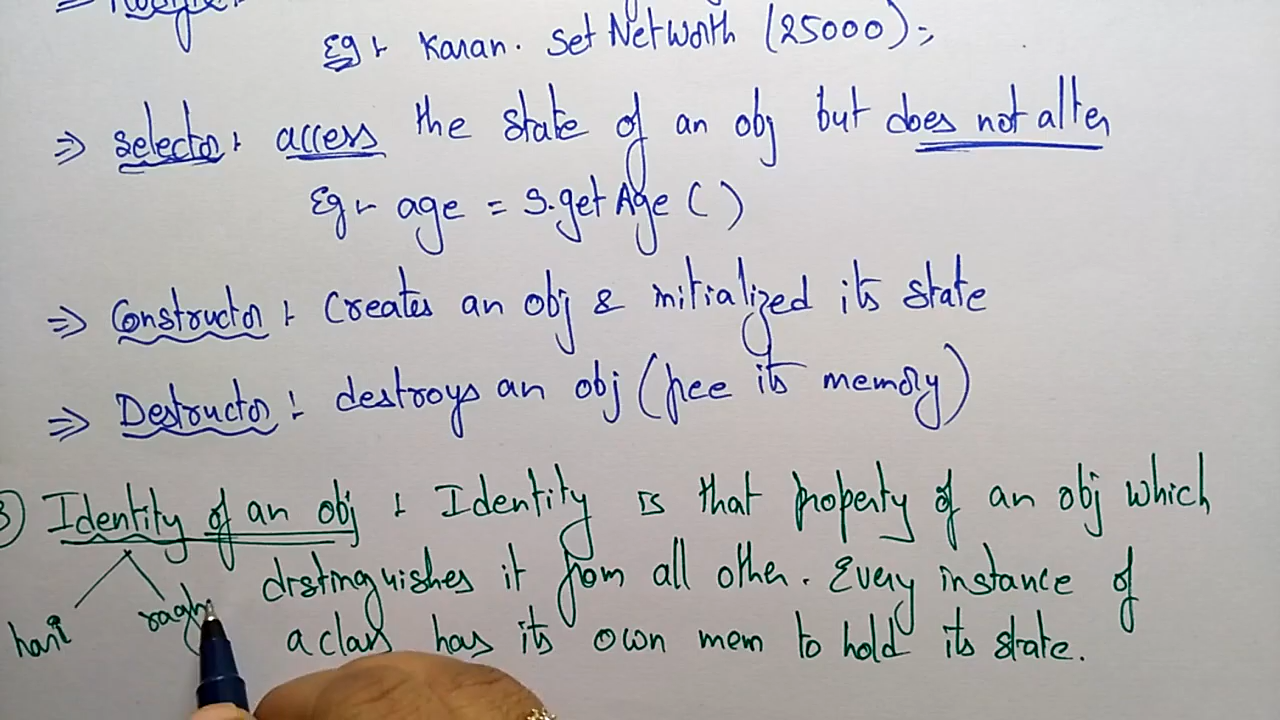 Eg :- Karan. Set Networth (25000);
⇒ selector : access the state of an obj but does not alter
Eg :- age = S.getAge ( )
⇒ Constructor : Creates an obj & initialized its state
⇒ Destructor : destroys an obj (free its memory)
3) Identity of an obj : Identity is that property of an obj which
distinguishes it from all other. Every instance of
hari ragh
a class has its own mem to hold its state.